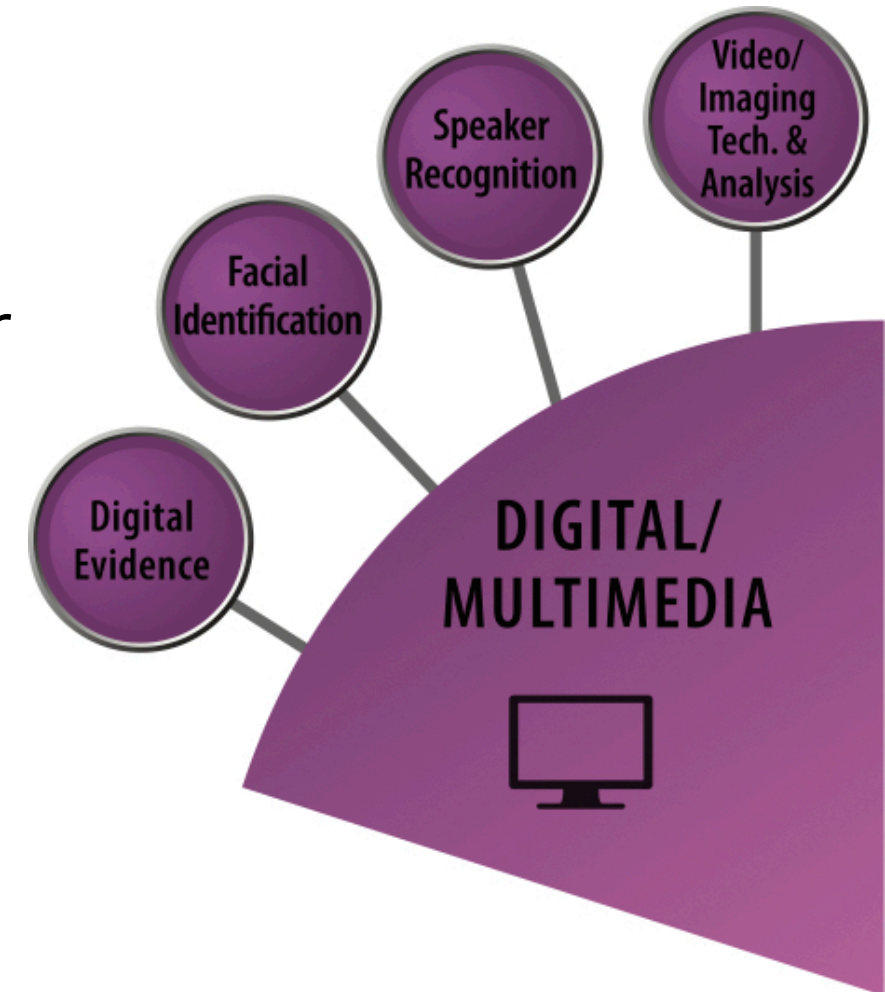 Video/
Imaging
Tech. &
Analysis
Speaker
Recognition
Facial
Identification
Digital
Evidence
DIGITAL/
MULTIMEDIA